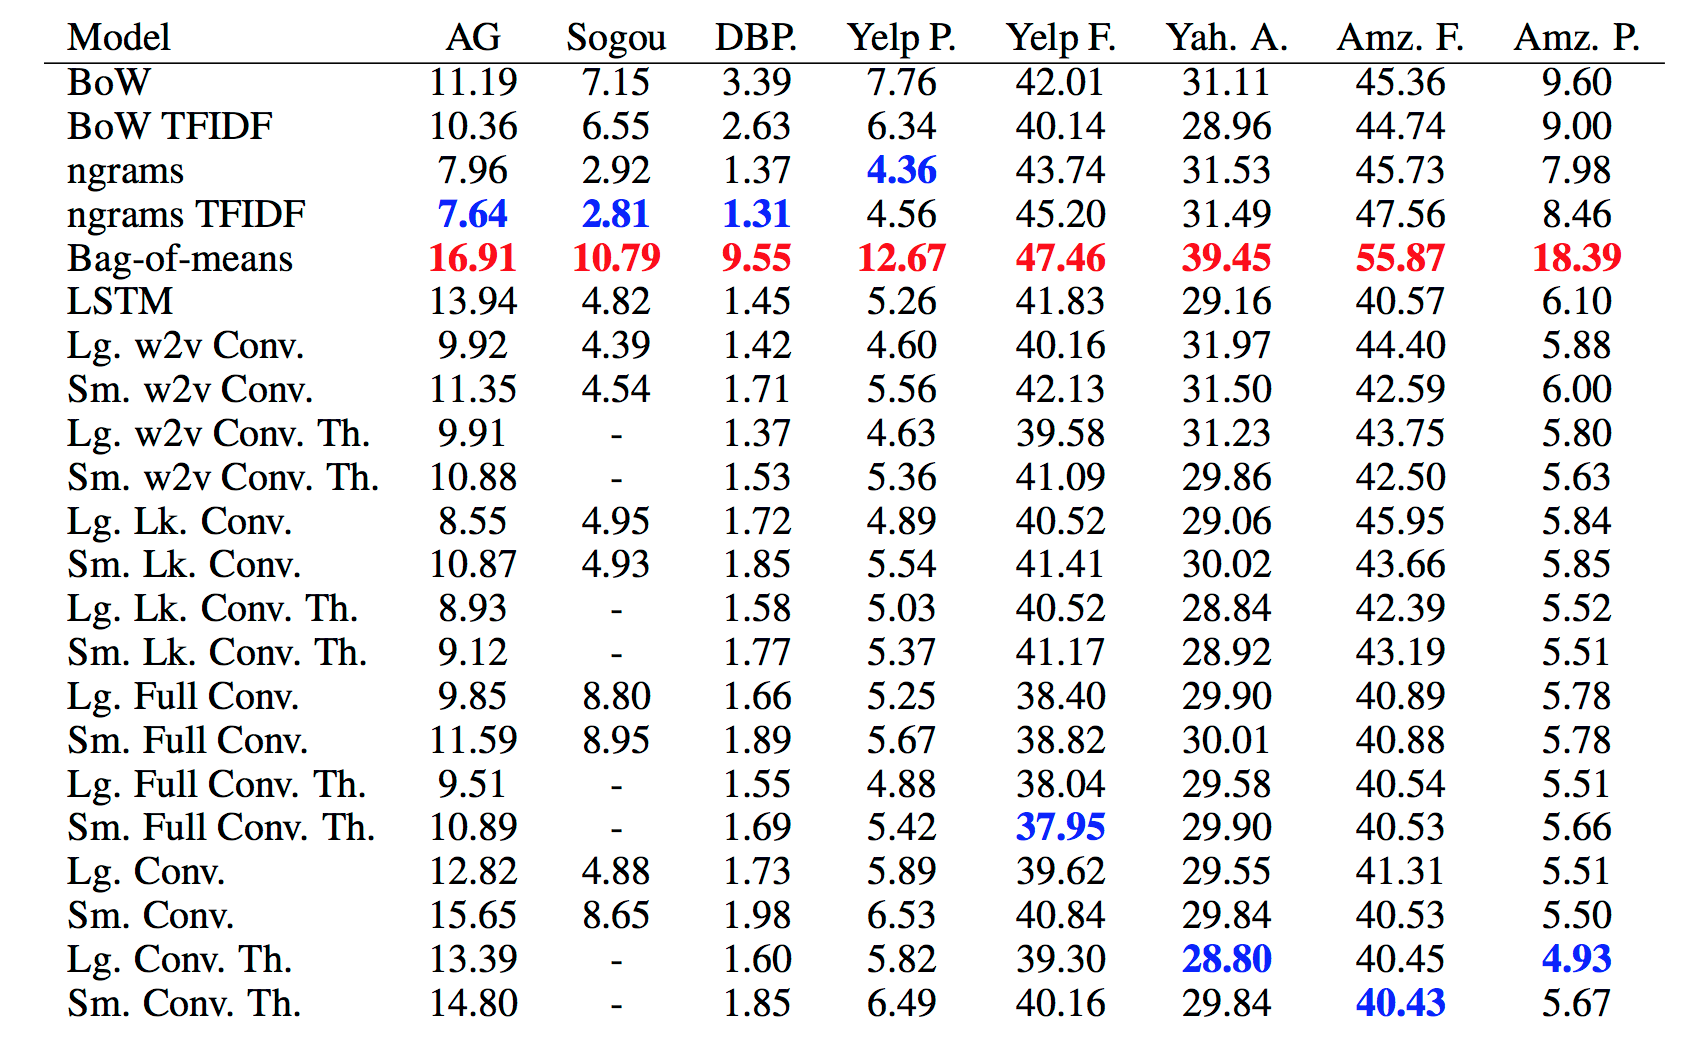 Model AG Sogou DBP. Yelp P. Yelp F. Yah. A. Amz. F. Amz. P.
BoW 11.19 7.15 3.39 7.76 42.01 31.11 45.36 9.60
BoW TFIDF 10.36 6.55 2.63 6.34 40.14 28.96 44.74 9.00
ngrams 7.96 2.92 1.37 4.36 43.74 31.53 45.73 7.98
ngrams TFIDF 7.64 2.81 1.31 4.56 45.20 31.49 47.56 8.46
Bag-of-means 16.91 10.79 9.55 12.67 47.46 39.45 55.87 18.39
LSTM 13.94 4.82 1.45 5.26 41.83 29.16 40.57 6.10
Lg. w2v Conv. 9.92 4.39 1.42 4.60 40.16 31.97 44.40 5.88
Sm. w2v Conv. 11.35 4.54 1.71 5.56 42.13 31.50 42.59 6.00
Lg. w2v Conv. Th. 9.91 - 1.37 4.63 39.58 31.23 43.75 5.80
Sm. w2v Conv. Th. 10.88 - 1.53 5.36 41.09 29.86 42.50 5.63
Lg. Lk. Conv. 8.55 4.95 1.72 4.89 40.52 29.06 45.95 5.84
Sm. Lk. Conv. 10.87 4.93 1.85 5.54 41.41 30.02 43.66 5.85
Lg. Lk. Conv. Th. 8.93 - 1.58 5.03 40.52 28.84 42.39 5.52
Sm. Lk. Conv. Th. 9.12 - 1.77 5.37 41.17 28.92 43.19 5.51
Lg. Full Conv. 9.85 8.80 1.66 5.25 38.40 29.90 40.89 5.78
Sm. Full Conv. 11.59 8.95 1.89 5.67 38.82 30.01 40.88 5.78
Lg. Full Conv. Th. 9.51 - 1.55 4.88 38.04 29.58 40.54 5.51
Sm. Full Conv. Th. 10.89 - 1.69 5.42 37.95 29.90 40.53 5.66
Lg. Conv. 12.82 4.88 1.73 5.89 39.62 29.55 41.31 5.51
Sm. Conv. 15.65 8.65 1.98 6.53 40.84 29.84 40.53 5.50
Lg. Conv. Th. 13.39 - 1.60 5.82 39.30 28.80 40.45 4.93
Sm. Conv. Th. 14.80 - 1.85 6.49 40.16 29.84 40.43 5.67